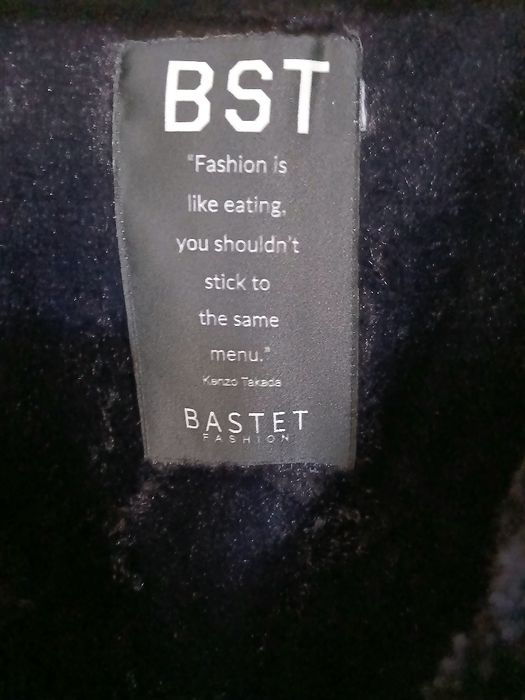 BST
"Fashion is
like eating,
you shouldn't
stick to
the same
menu."
Kenzo Takada
BASTET
FASHION